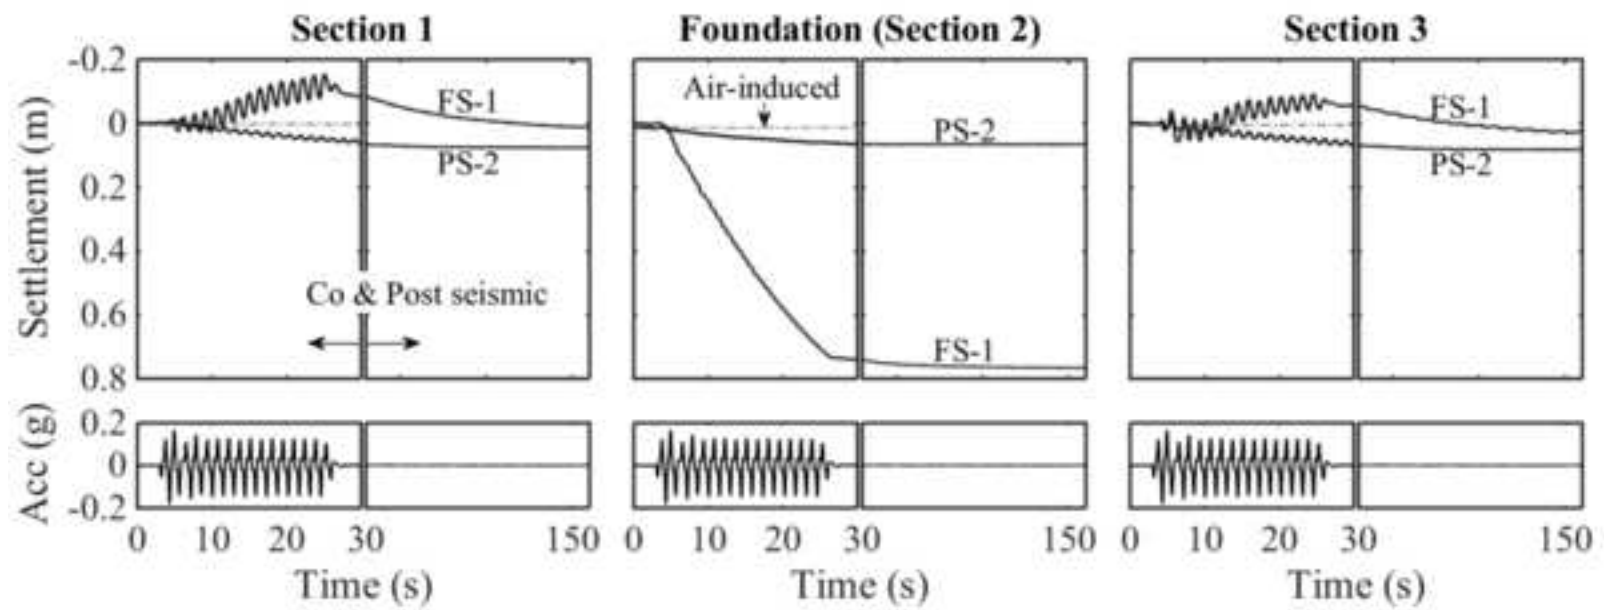 Section 1
Foundation (Section 2)
Section 3
Settlement (m)
-0.2
0
0.2
0.4
0.6
0.8
FS-1
PS-2
Co & Post seismic
Air-induced
PS-2
FS-1
FS-1
PS-2
Acc (g)
0.2
0
-0.2
0 10 20 30 150
0 10 20 30 150
0 10 20 30 150
Time (s)
Time (s)
Time (s)